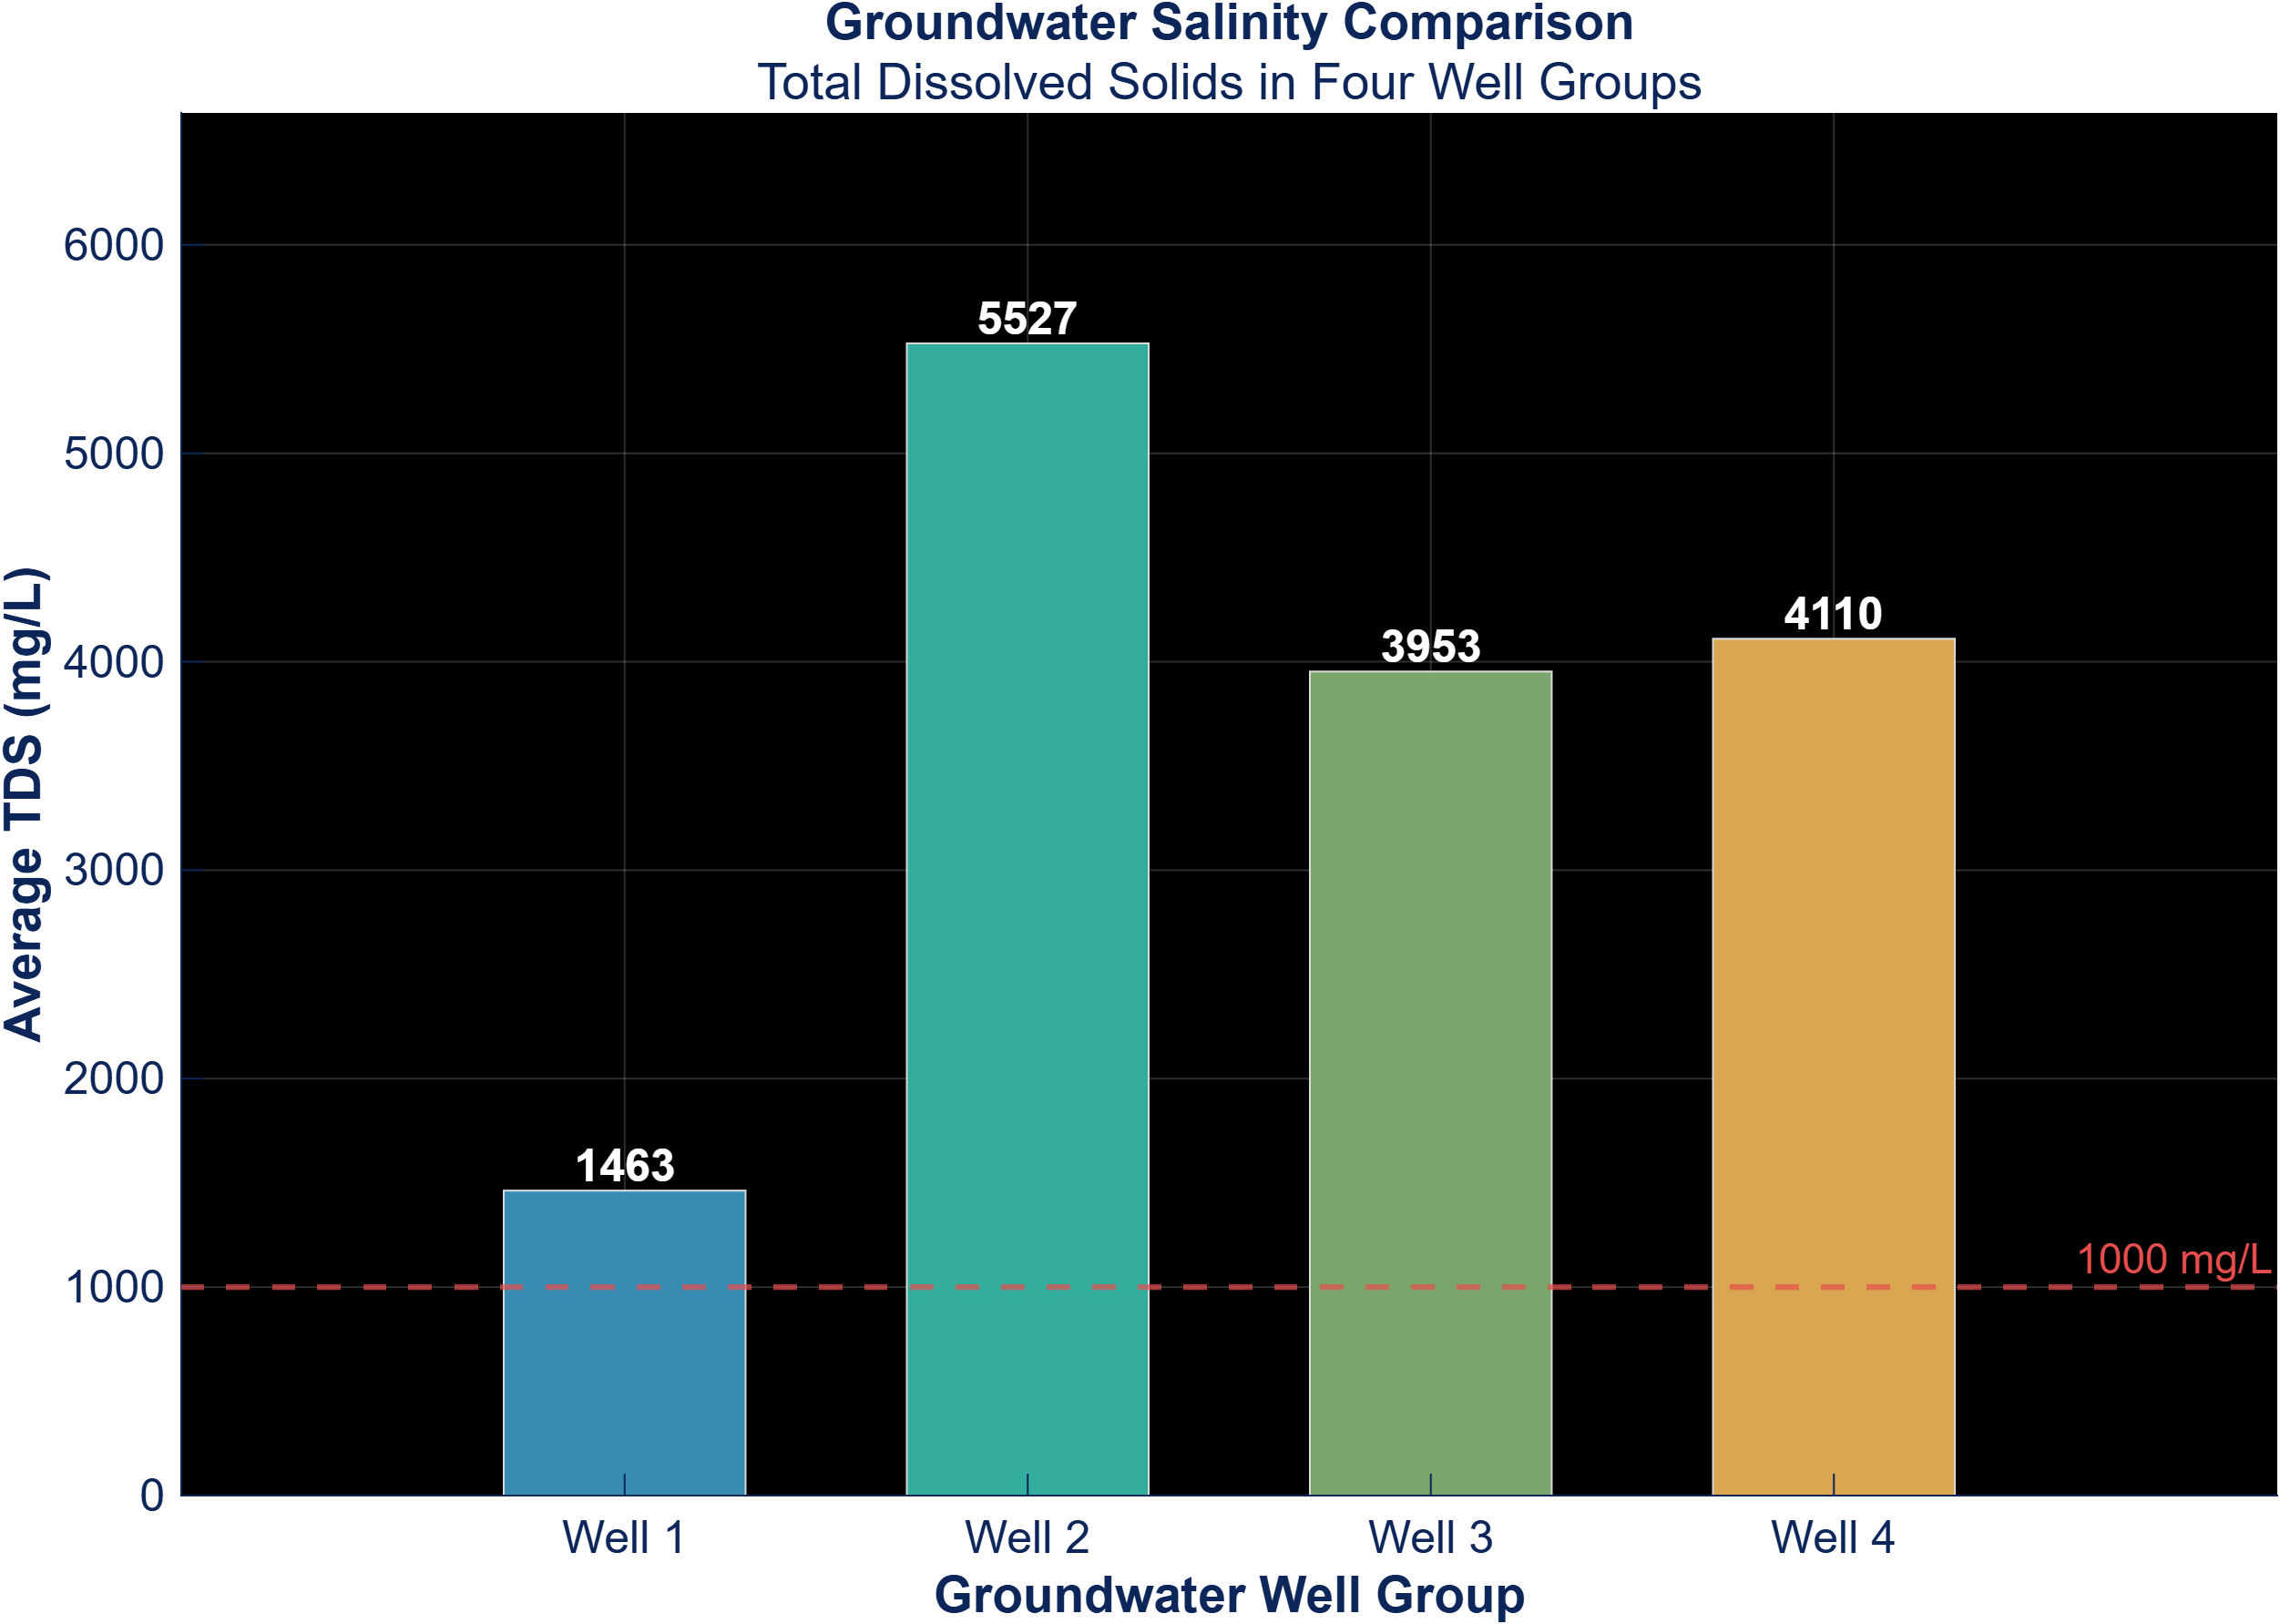 Groundwater Salinity Comparison
Total Dissolved Solids in Four Well Groups
Average TDS (mg/L)
6000
5000
4000
3000
2000
1000
0
5527
4110
3953
1463
1000 mg/L
Well 1 Well 2 Well 3 Well 4
Groundwater Well Group